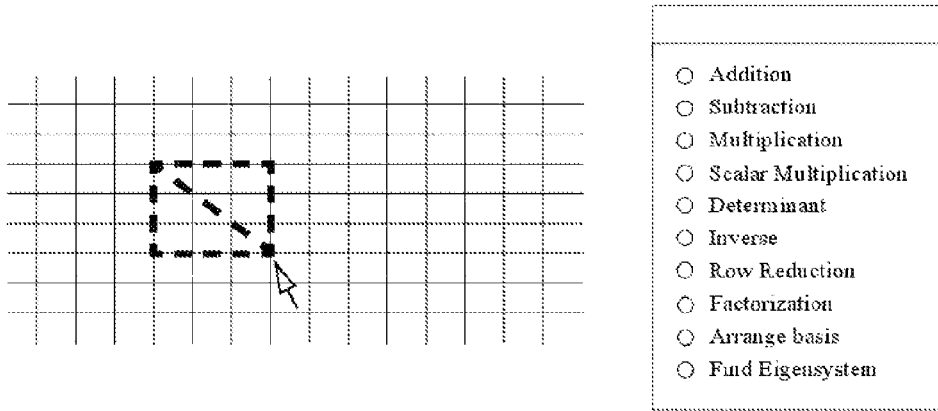 Addition
Subtraction
Multiplication
Scalar Multiplication
Determinant
Inverse
Row Reduction
Factorization
Arrange basis
Find Eigensystem